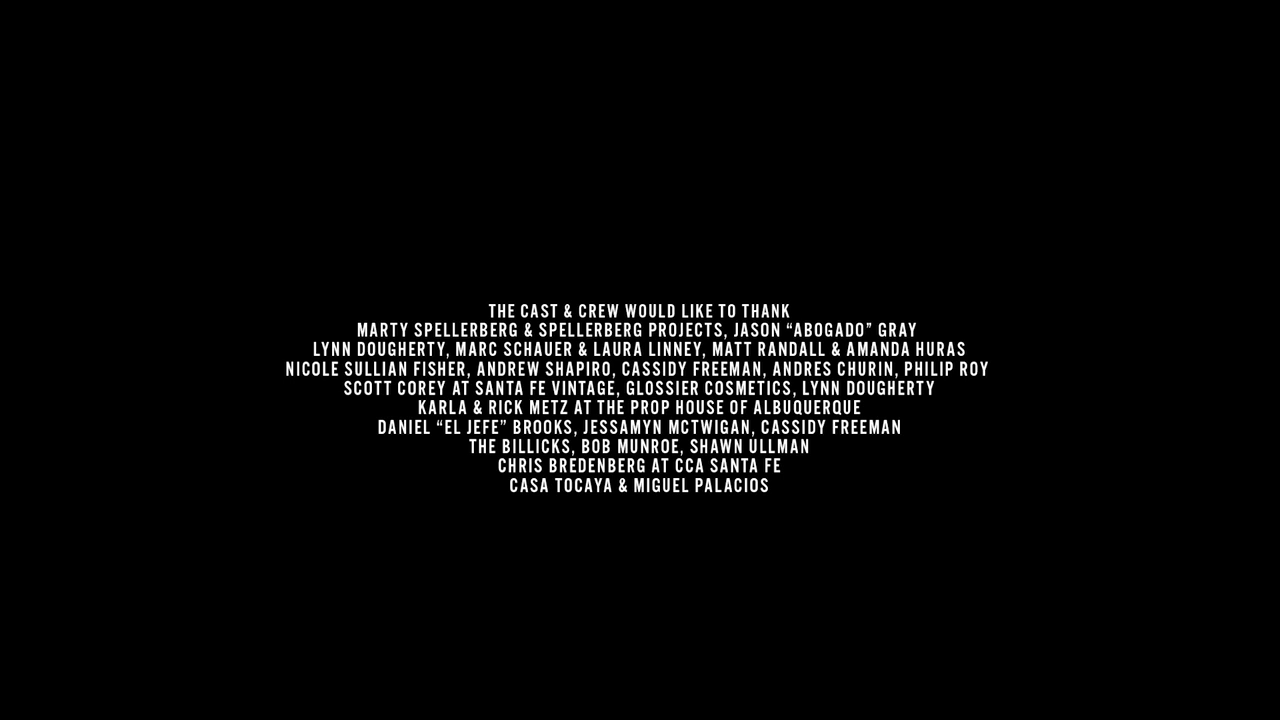 THE CAST & CREW WOULD LIKE TO THANK
MARTY SPELLERBERG & SPELLERBERG PROJECTS, JASON “ABOGADO” GRAY
LYNN DOUGHERTY, MARC SCHAUER & LAURA LINNEY, MATT RANDALL & AMANDA HURAS
NICOLE SULLIAN FISHER, ANDREW SHAPIRO, CASSIDY FREEMAN, ANDRES CHURIN, PHILIP ROY
SCOTT COREY AT SANTA FE VINTAGE, GLOSSIER COSMETICS, LYNN DOUGHERTY
KARLA & RICK METZ AT THE PROP HOUSE OF ALBUQUERQUE
DANIEL “EL JEFE” BROOKS, JESSAMYN MCTWIGAN, CASSIDY FREEMAN
THE BILLICKS, BOB MUNROE, SHAWN ULLMAN
CHRIS BREDENBERG AT CCA SANTA FE
CASA TOCAYA & MIGUEL PALACIOS